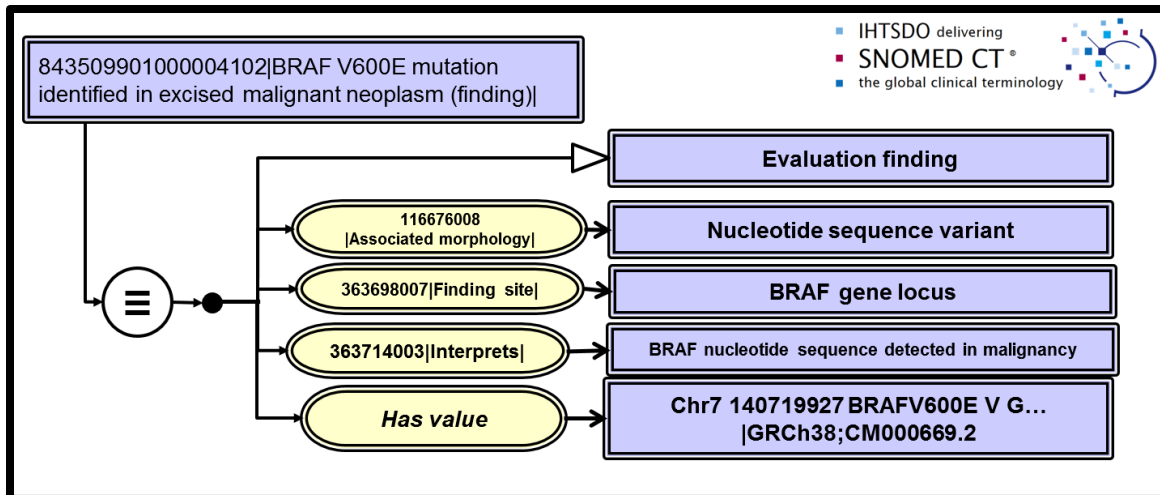 IHTSDO delivering
SNOMED CT ®
the global clinical terminology
843509901000004102|BRAF V600E mutation
identified in excised malignant neoplasm (finding)|
Evaluation finding
116676008
|Associated morphology|
Nucleotide sequence variant
363698007|Finding site|
BRAF gene locus
363714003|Interprets|
BRAF nucleotide sequence detected in malignancy
Has value
Chr7 140719927 BRAFV600E V G…
|GRCh38;CM000669.2